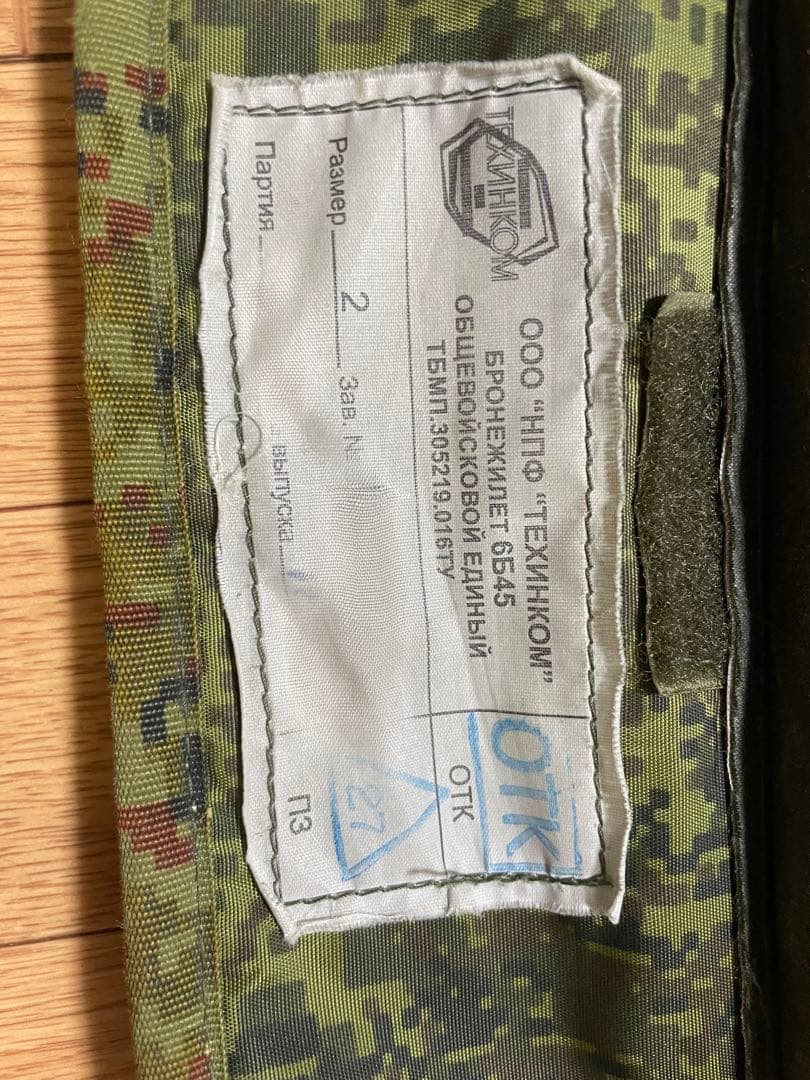 ТЕХИНКОМ
ООО “НПФ “ТЕХИНКОМ”
БРОНЕЖИЛЕТ 6Б45
ОБЩЕВОЙСКОВОЙ ЕДИНЫЙ
ТБМП.305219.016ТУ
ОТК
ОТК
Размер 2 Зав. №
27
Партия выпуска
ПЗ